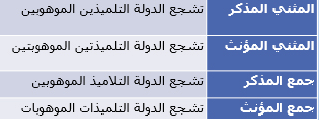 المثني المذكر تشجع الدولة التلميذين الموهوبين
المثني المؤنث تشجع الدولة التلميذتين الموهوبتين
جمع المذكر تشجع الدولة التلاميذ الموهوبين
جمع المؤنث تشجع الدولة التلميذات الموهوبات